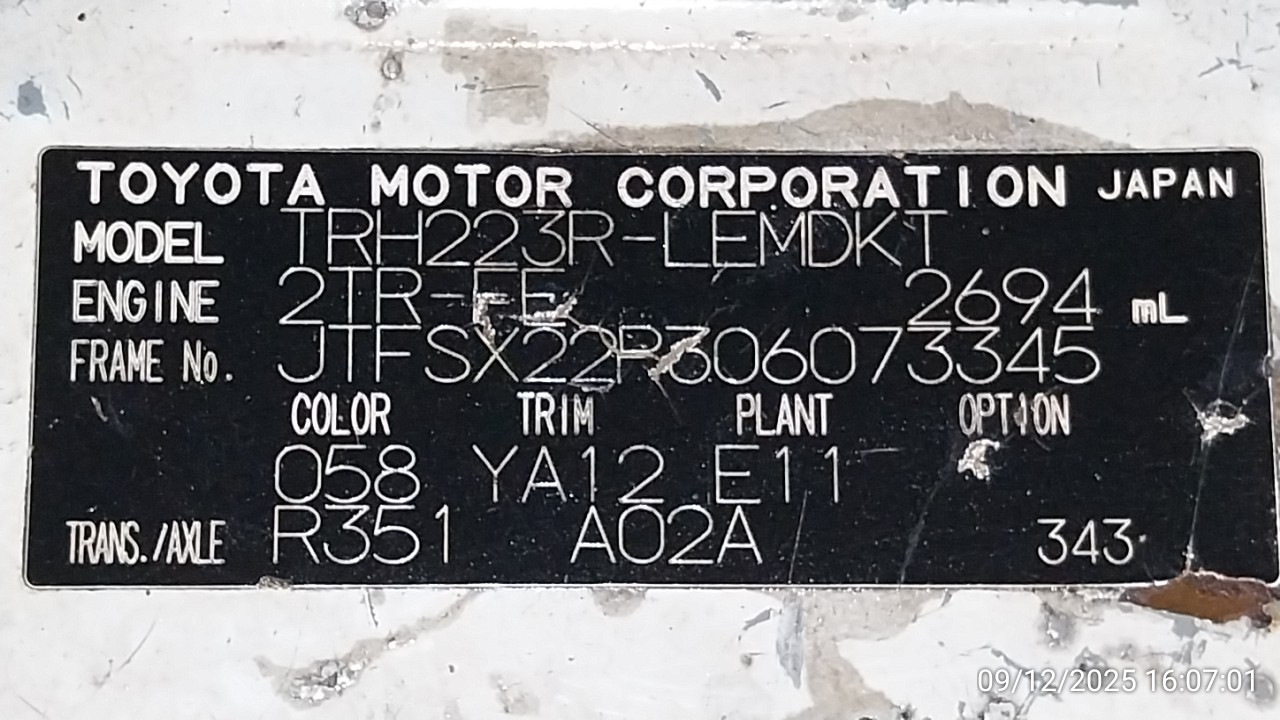 TOYOTA MOTOR CORPORATION JAPAN
MODEL TRH223R-LEMDKT
ENGINE 2TR-FE 2694 mL
FRAME No. JTFSX22P306073345
COLOR TRIM PLANT OPTION
058 YA12 E11
TRANS./AXLE R351 A02A 343
09/12/2025 16:07:01